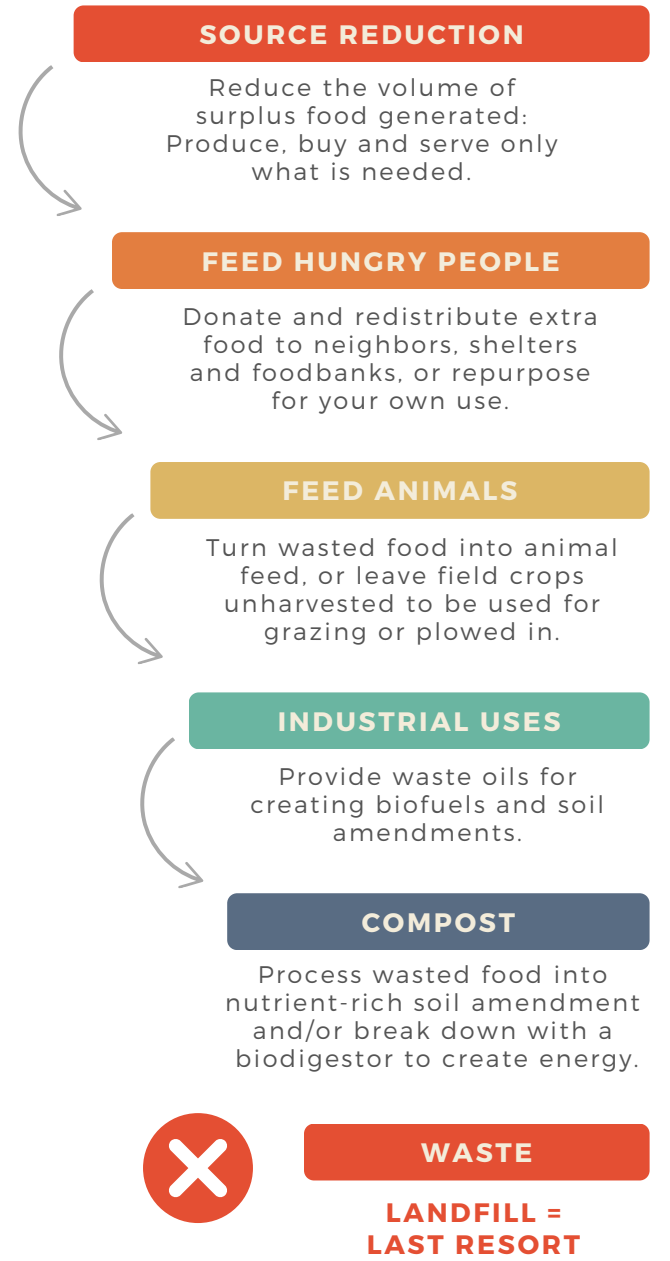 SOURCE REDUCTION
Reduce the volume of
surplus food generated:
Produce, buy and serve only
what is needed.
FEED HUNGRY PEOPLE
Donate and redistribute extra
food to neighbors, shelters
and foodbanks, or repurpose
for your own use.
FEED ANIMALS
Turn wasted food into animal
feed, or leave field crops
unharvested to be used for
grazing or plowed in.
INDUSTRIAL USES
Provide waste oils for
creating biofuels and soil
amendments.
COMPOST
Process wasted food into
nutrient-rich soil amendment
and/or break down with a
biodigestor to create energy.
WASTE
LANDFILL =
LAST RESORT